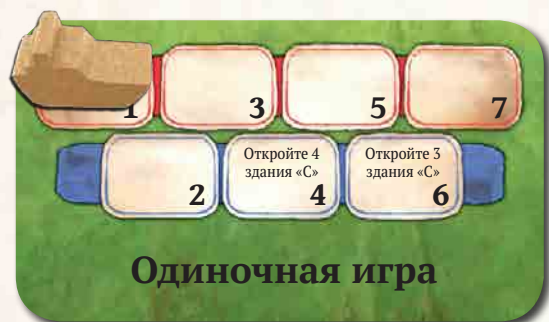 1 3 5 7
Откройте 4 Откройте 3
здания «С» здания «С»
2 4 6
Одиночная игра